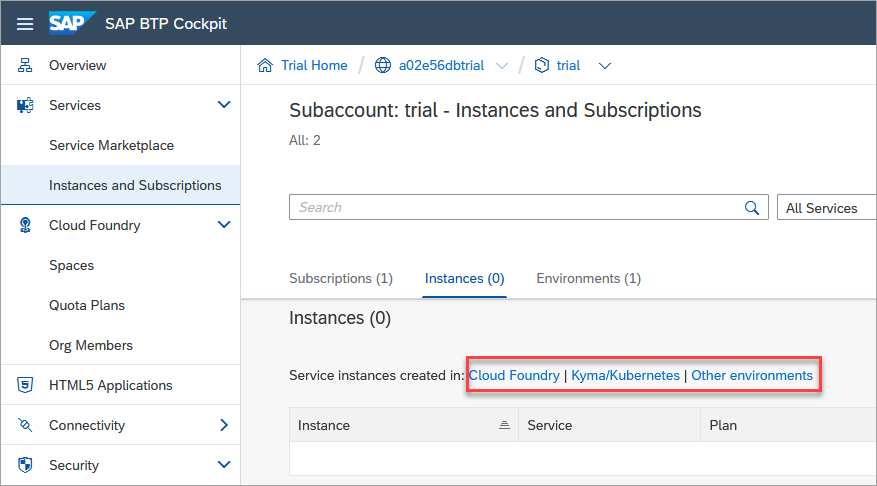 SAP SAP BTP Cockpit
Overview
Services
Service Marketplace
Instances and Subscriptions
Cloud Foundry
Spaces
Quota Plans
Org Members
HTML5 Applications
Connectivity
Security
Trial Home / a02e56dbtrial / trial
Subaccount: trial - Instances and Subscriptions
All: 2
Search
All Services
Subscriptions (1) Instances (0) Environments (1)
Instances (0)
Service instances created in: Cloud Foundry | Kyma/Kubernetes | Other environments
Instance Service Plan